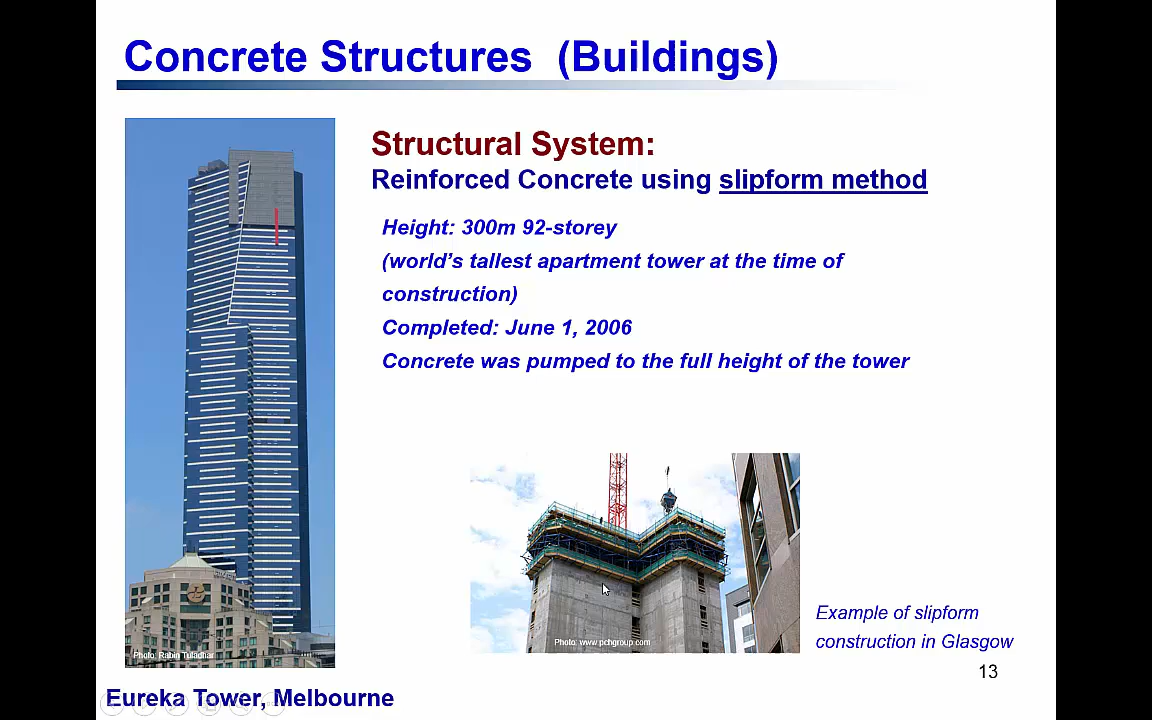 Concrete Structures (Buildings)
Structural System:
Reinforced Concrete using slipform method
Height: 300m 92-storey
(world's tallest apartment tower at the time of
construction)
Completed: June 1, 2006
Concrete was pumped to the full height of the tower
Photo: www.pchgroup.com
Example of slipform
construction in Glasgow
Photo: Rabin Tuladhar
13
Eureka Tower, Melbourne